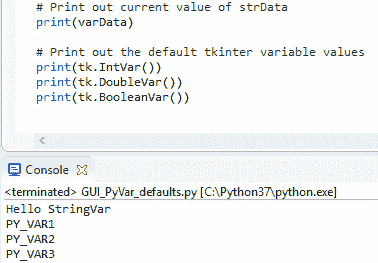 # Print out current value of strData
print(varData)
# Print out the default tkinter variable values
print(tk.IntVar())
print(tk.DoubleVar())
print(tk.BooleanVar())
Console
<terminated> GUI_PyVar_defaults.py [C:\Python37\python.exe]
Hello StringVar
PY_VAR1
PY_VAR2
PY_VAR3